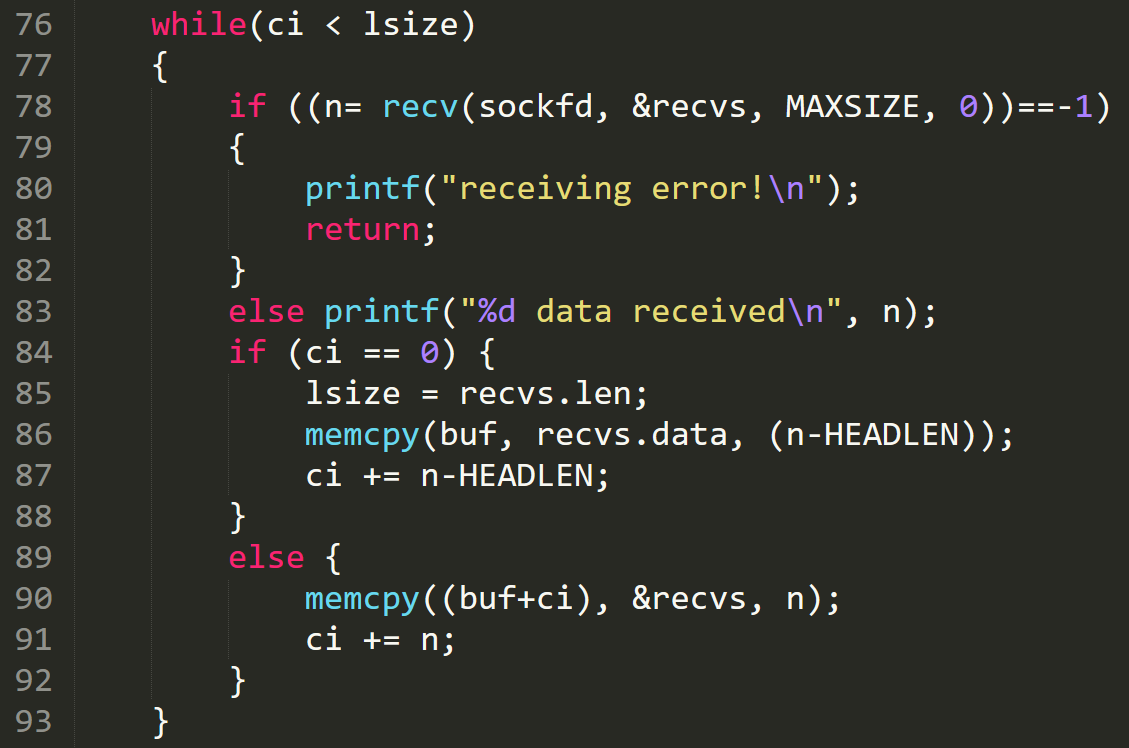 76 while(ci < lsize)
77 {
78 if ((n= recv(sockfd, &recvs, MAXSIZE, 0))==-1)
79 {
80 printf("receiving error!\n");
81 return;
82 }
83 else printf("%d data received\n", n);
84 if (ci == 0) {
85 lsize = recvs.len;
86 memcpy(buf, recvs.data, (n-HEADLEN));
87 ci += n-HEADLEN;
88 }
89 else {
90 memcpy((buf+ci), &recvs, n);
91 ci += n;
92 }
93 }